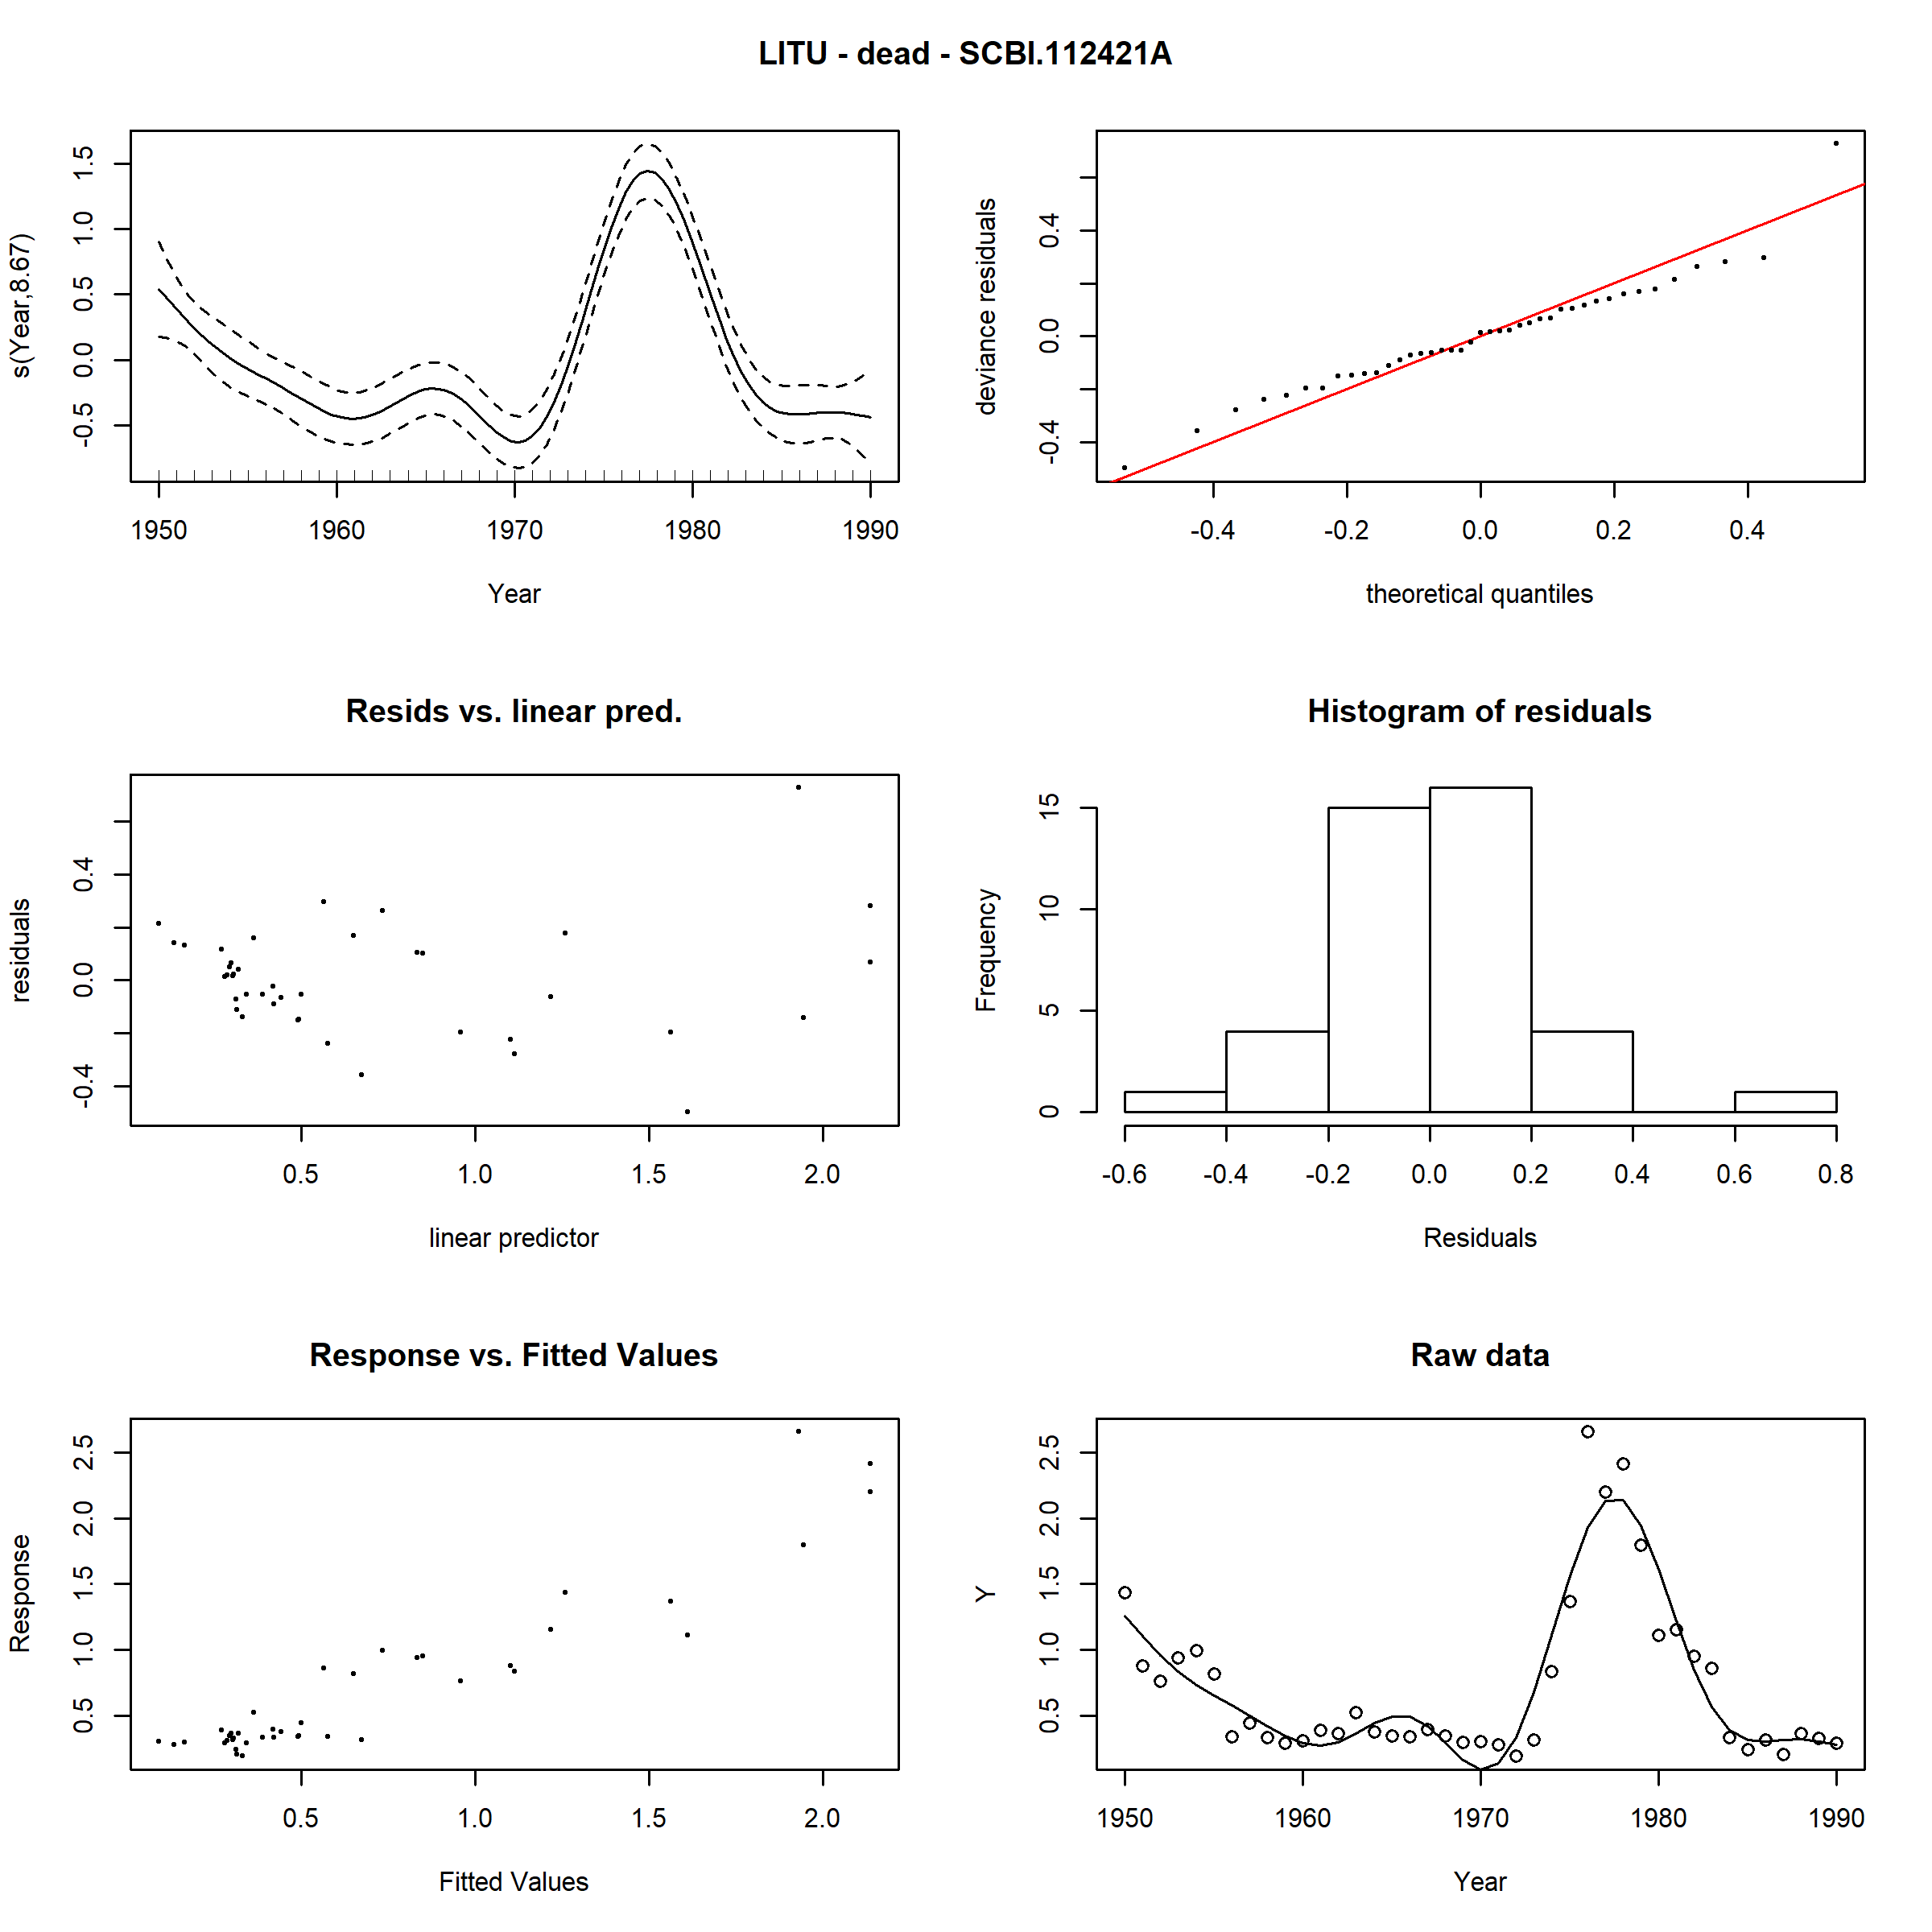 LITU - dead - SCBI.112421A
s(Year,8.67)
-0.5 0.0 0.5 1.0 1.5
1950 1960 1970 1980 1990
Year
deviance residuals
-0.4 0.0 0.4
-0.4 -0.2 0.0 0.2 0.4
theoretical quantiles
Resids vs. linear pred.
residuals
-0.4 0.0 0.4
0.5 1.0 1.5 2.0
linear predictor
Histogram of residuals
Frequency
0 5 10 15
-0.6 -0.4 -0.2 0.0 0.2 0.4 0.6 0.8
Residuals
Response vs. Fitted Values
Response
0.5 1.0 1.5 2.0 2.5
0.5 1.0 1.5 2.0
Fitted Values
Raw data
Y
0.5 1.0 1.5 2.0 2.5
1950 1960 1970 1980 1990
Year